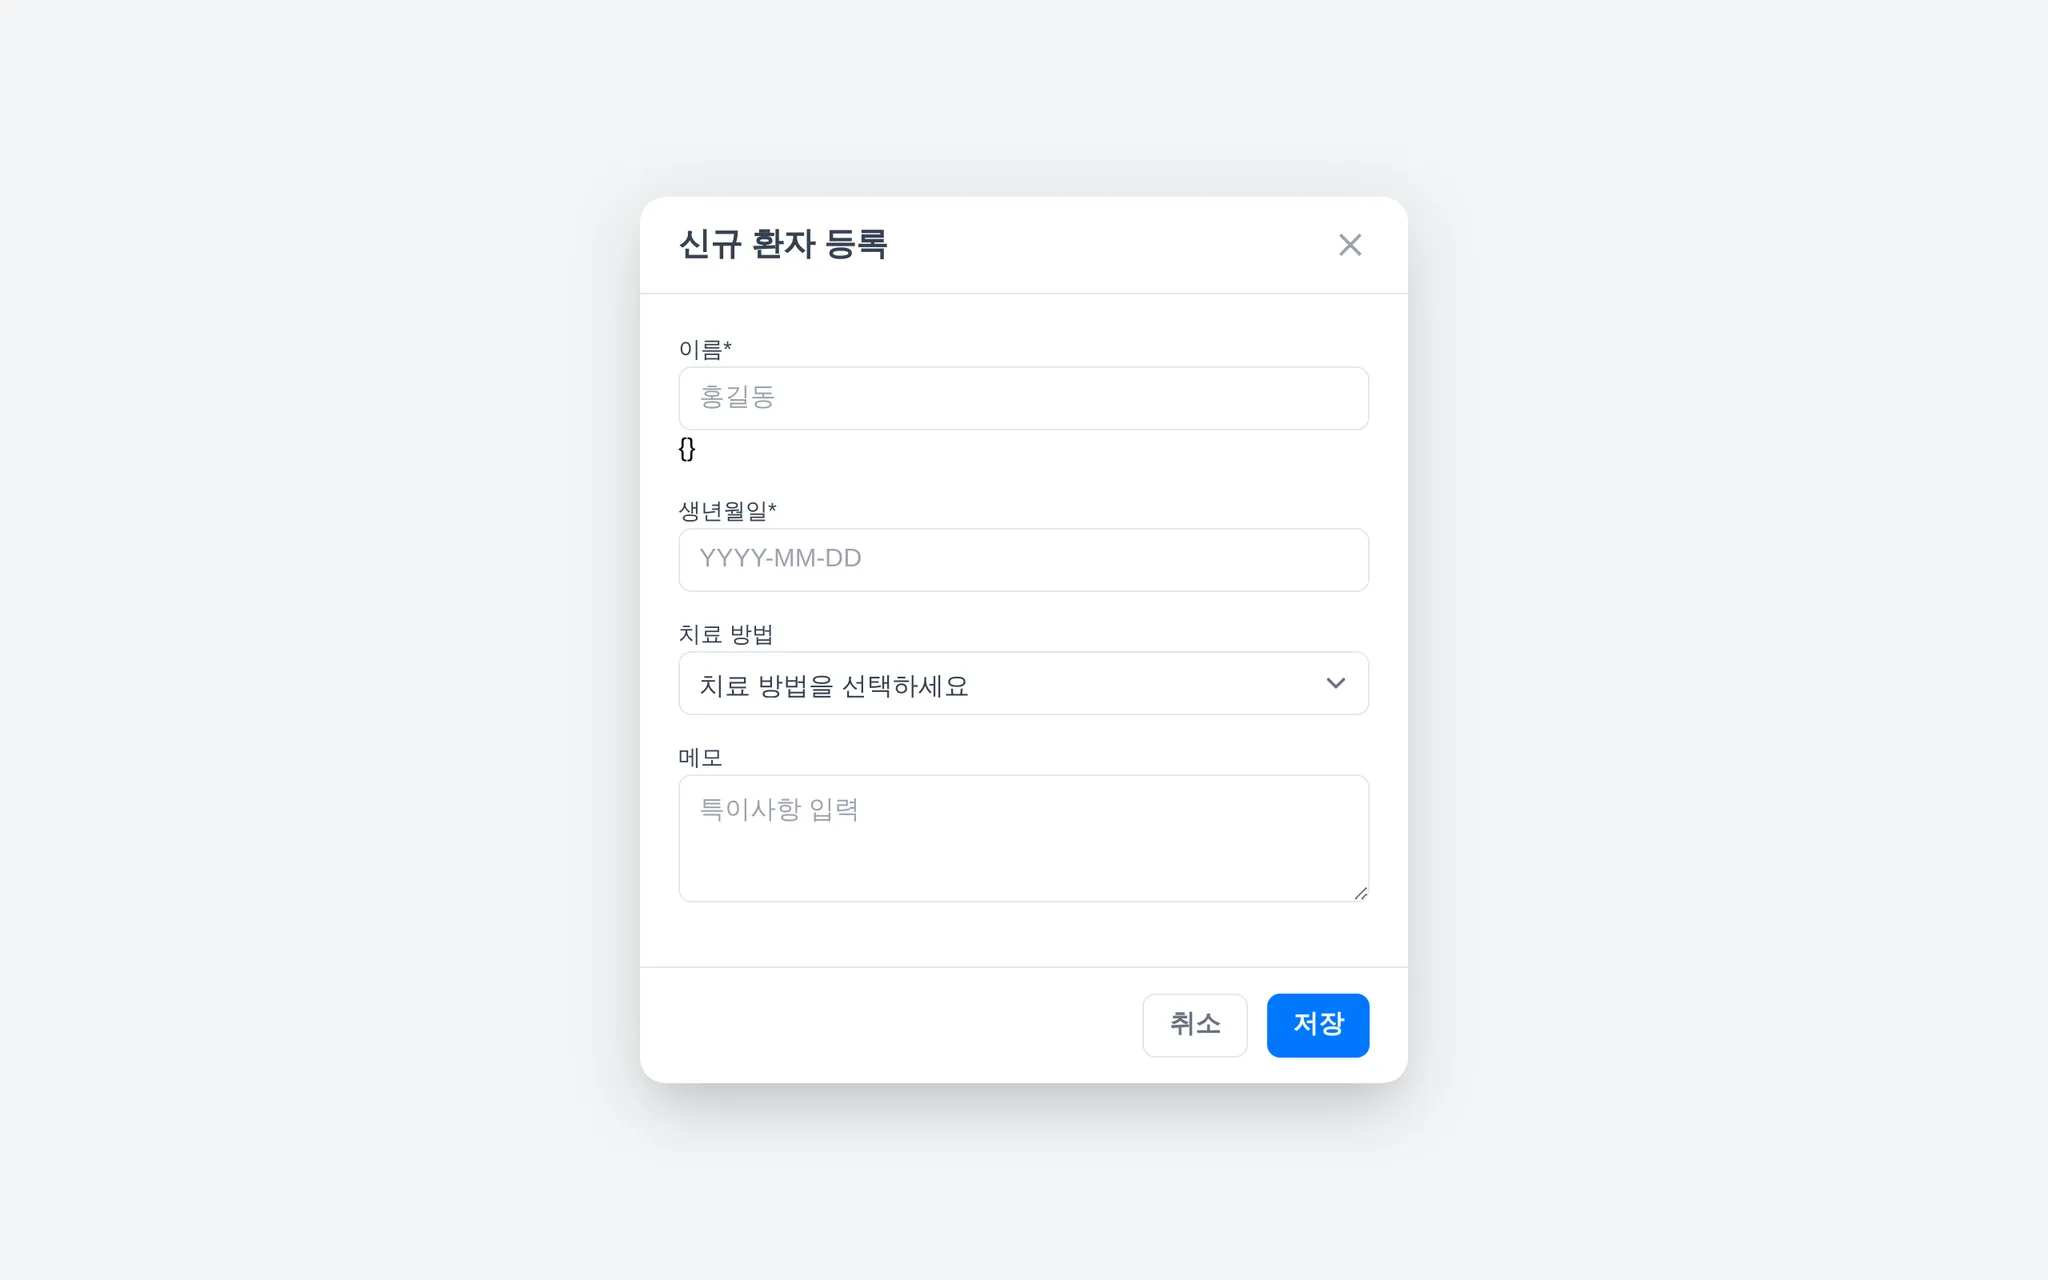 신규 환자 등록
이름*
홍길동
{}
생년월일*
YYYY-MM-DD
치료 방법
치료 방법을 선택하세요
메모
특이사항 입력
취소
저장